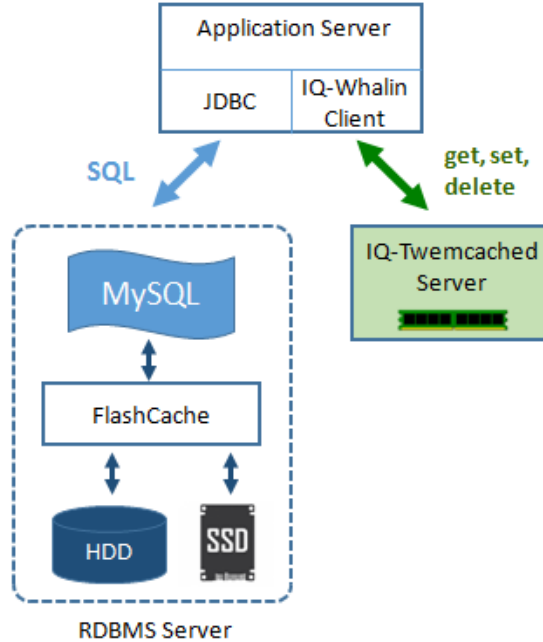 Application Server
JDBC
IQ-Whalin
Client
SQL
get, set,
delete
IQ-Twemcached
Server
MySQL
FlashCache
HDD
SSD
RDBMS Server